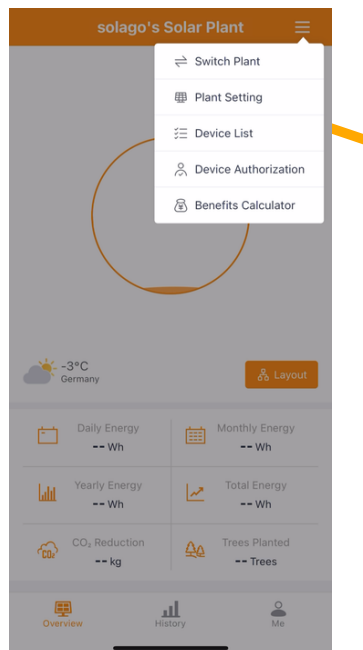 solago's Solar Plant
Switch Plant
Plant Setting
Device List
Device Authorization
Benefits Calculator
-3°C
Germany
Layout
Daily Energy
-- Wh
Monthly Energy
-- Wh
Yearly Energy
-- Wh
Total Energy
-- Wh
CO₂ Reduction
-- kg
Trees Planted
-- Trees
Overview
History
Me